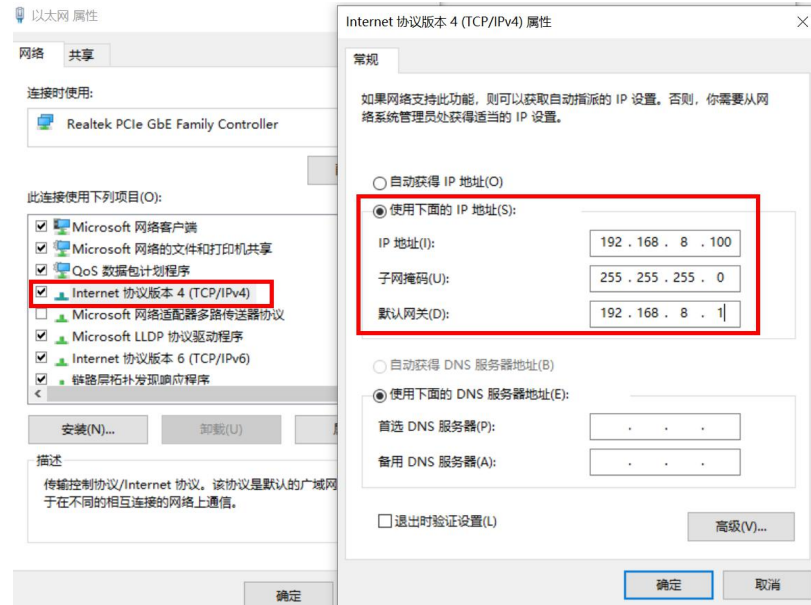 以太网 属性
网络
共享
连接时使用:
Realtek PCIe GbE Family Controller
此连接使用下列项目(O):
Microsoft 网络客户端
Microsoft 网络的文件和打印机共享
QoS 数据包计划程序
Internet 协议版本 4 (TCP/IPv4)
Microsoft 网络适配器多路传送器协议
Microsoft LLDP 协议驱动程序
Internet 协议版本 6 (TCP/IPv6)
链路层拓扑发现响应程序
安装(N)...
卸载(U)
描述
传输控制协议/Internet 协议。该协议是默认的广域网
于在不同的相互连接的网络上通信。
确定
Internet 协议版本 4 (TCP/IPv4) 属性
常规
如果网络支持此功能，则可以获取自动指派的 IP 设置。否则，你需要从网
络系统管理员处获得适当的 IP 设置。
自动获得 IP 地址(O)
使用下面的 IP 地址(S):
IP 地址(I):
192 . 168 . 8 . 100
子网掩码(U):
255 . 255 . 255 . 0
默认网关(D):
192 . 168 . 8 . 1
自动获得 DNS 服务器地址(B)
使用下面的 DNS 服务器地址(E):
首选 DNS 服务器(P):
. . .
备用 DNS 服务器(A):
. . .
退出时验证设置(L)
高级(V)...
确定
取消